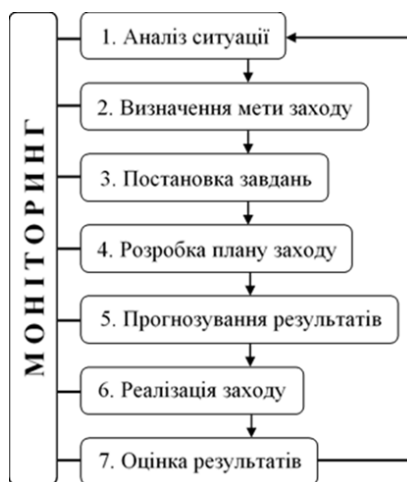 МОНІТОРИНГ
1. Аналіз ситуації
2. Визначення мети заходу
3. Постановка завдань
4. Розробка плану заходу
5. Прогнозування результатів
6. Реалізація заходу
7. Оцінка результатів